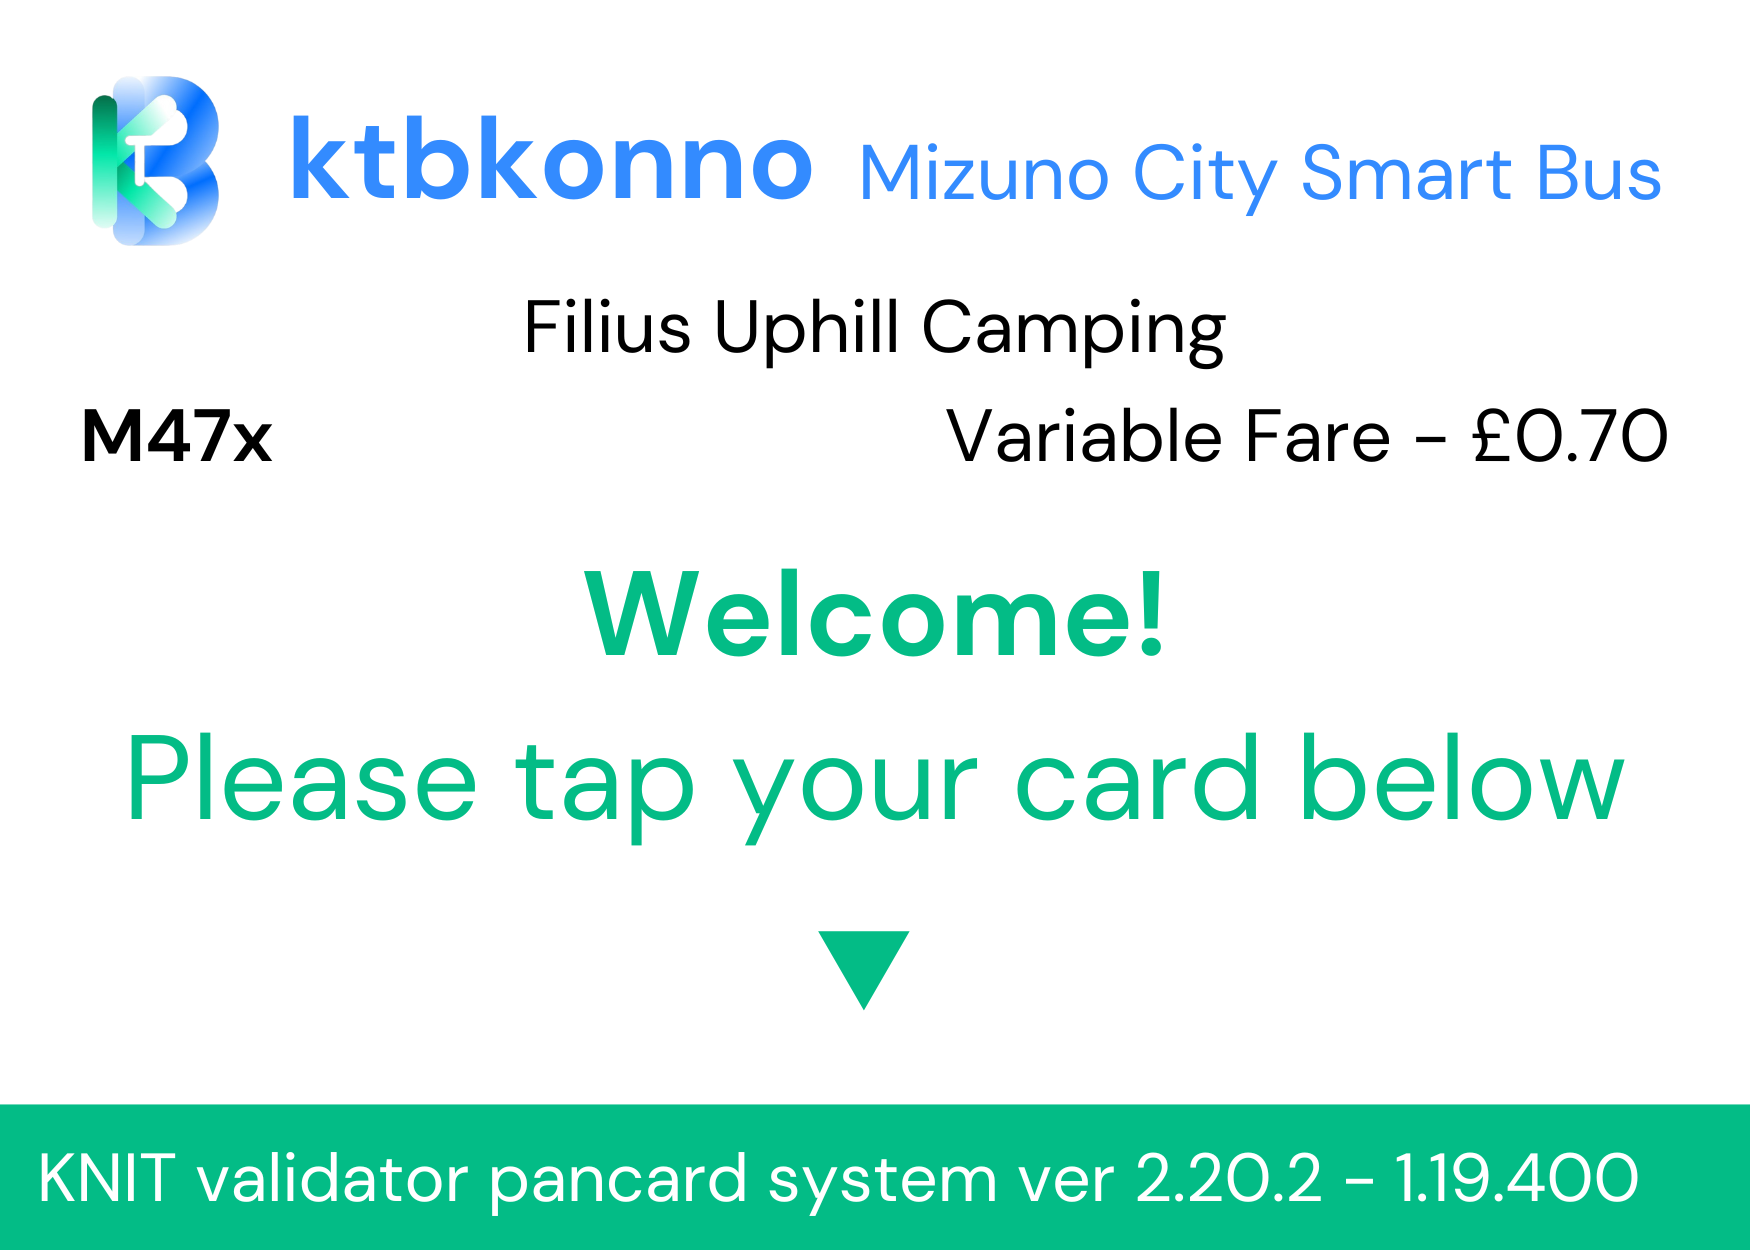 ktbkonno Mizuno City Smart Bus
Filius Uphill Camping
M47x Variable Fare - £0.70
Welcome!
Please tap your card below
KNIT validator pancard system ver 2.20.2 - 1.19.400